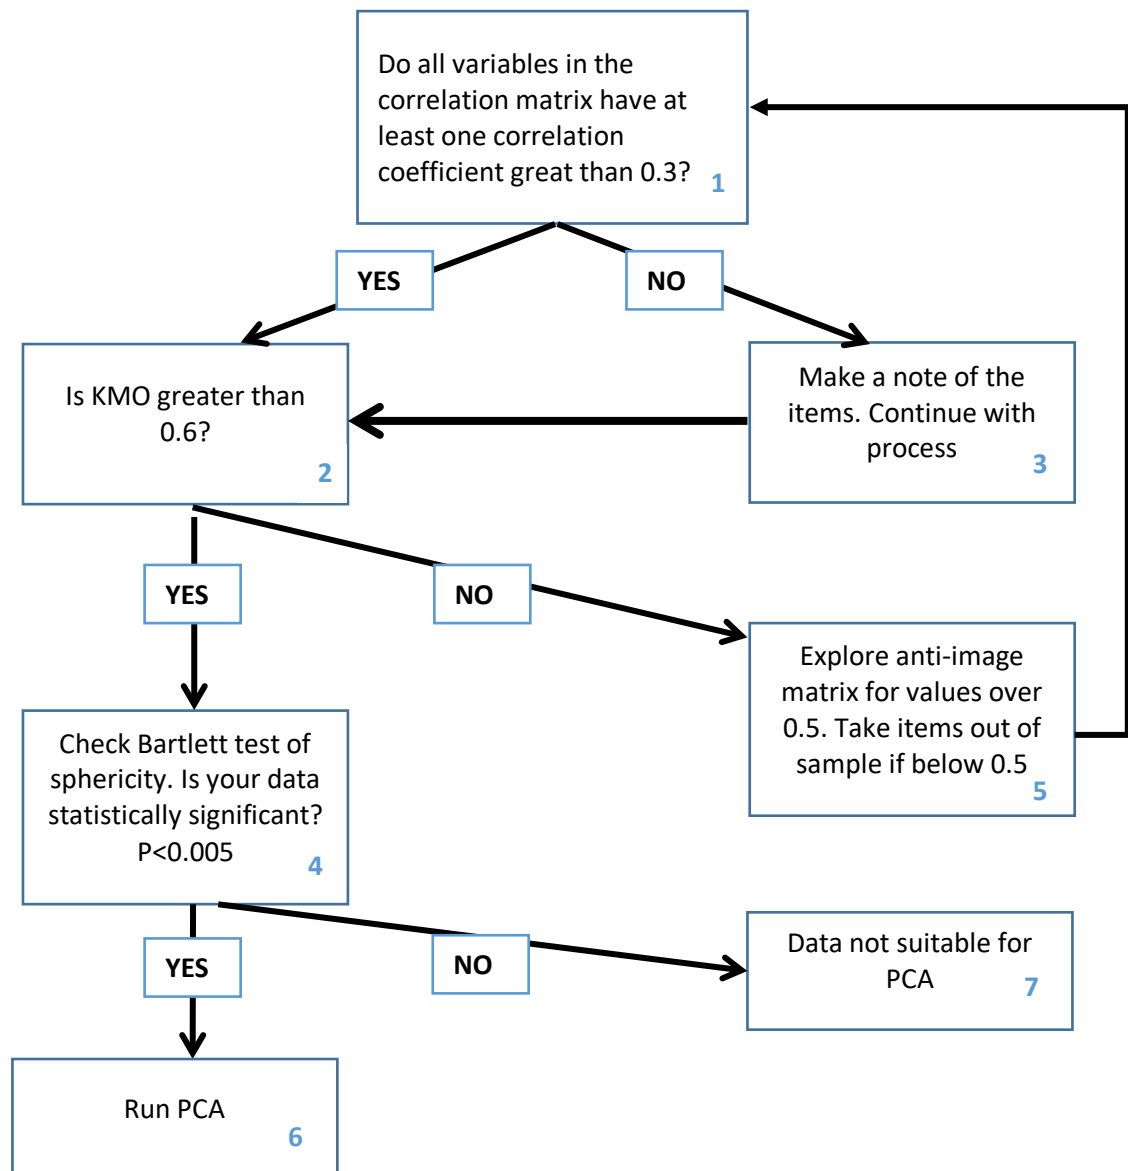 Do all variables in the
correlation matrix have at
least one correlation
coefficient great than 0.3?
1
YES
NO
Is KMO greater than
0.6?
2
Make a note of the
items. Continue with
process
3
YES
NO
Explore anti-image
matrix for values over
0.5. Take items out of
sample if below 0.5
5
Check Bartlett test of
sphericity. Is your data
statistically significant?
P<0.005
4
YES
NO
Data not suitable for
PCA
7
Run PCA
6